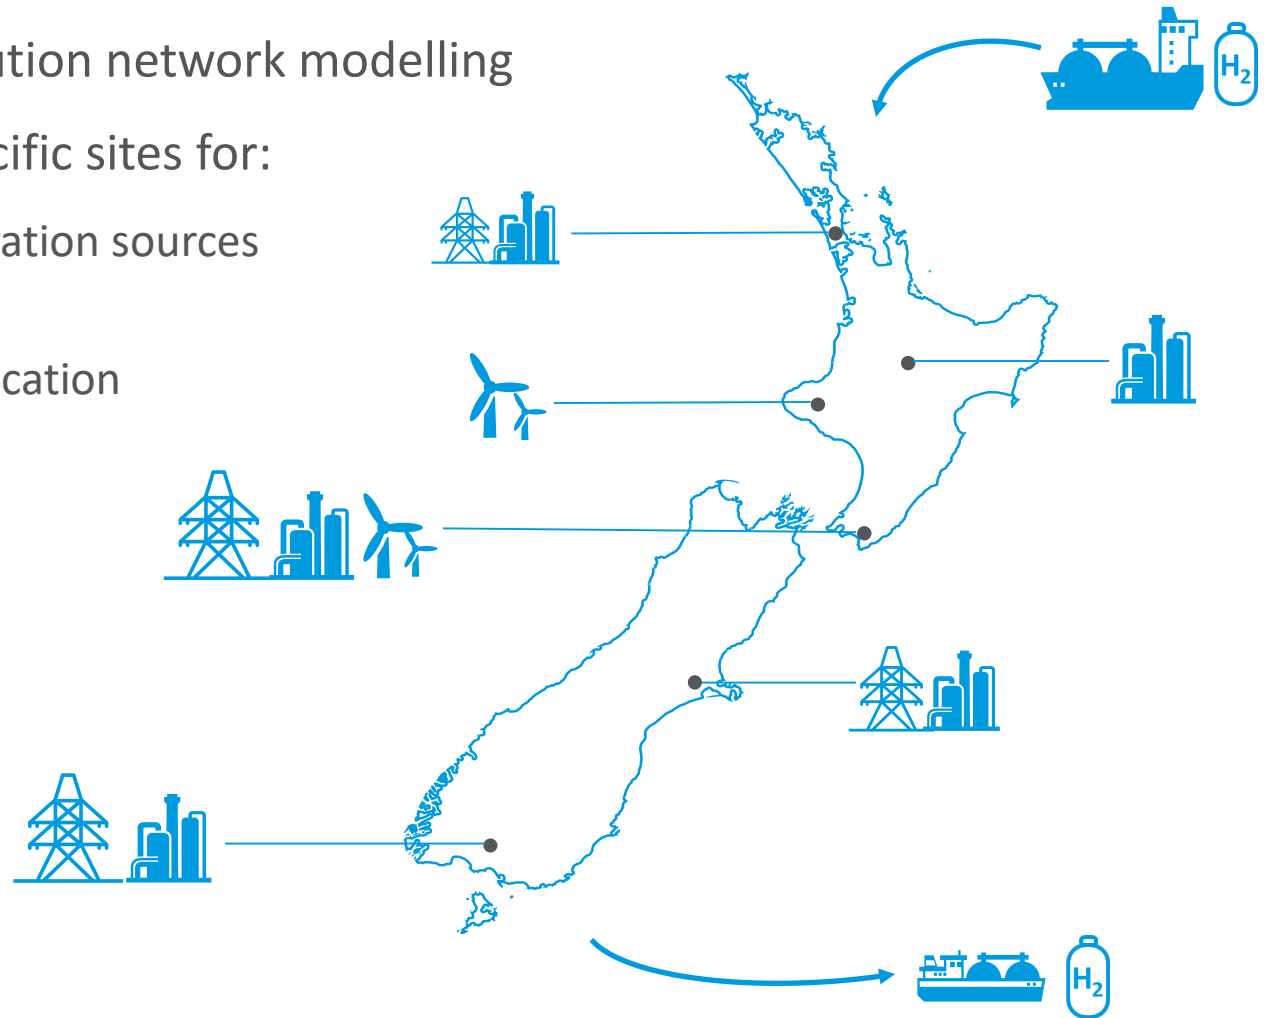 ution network modelling
cific sites for:
ation sources
cation
H2
H2